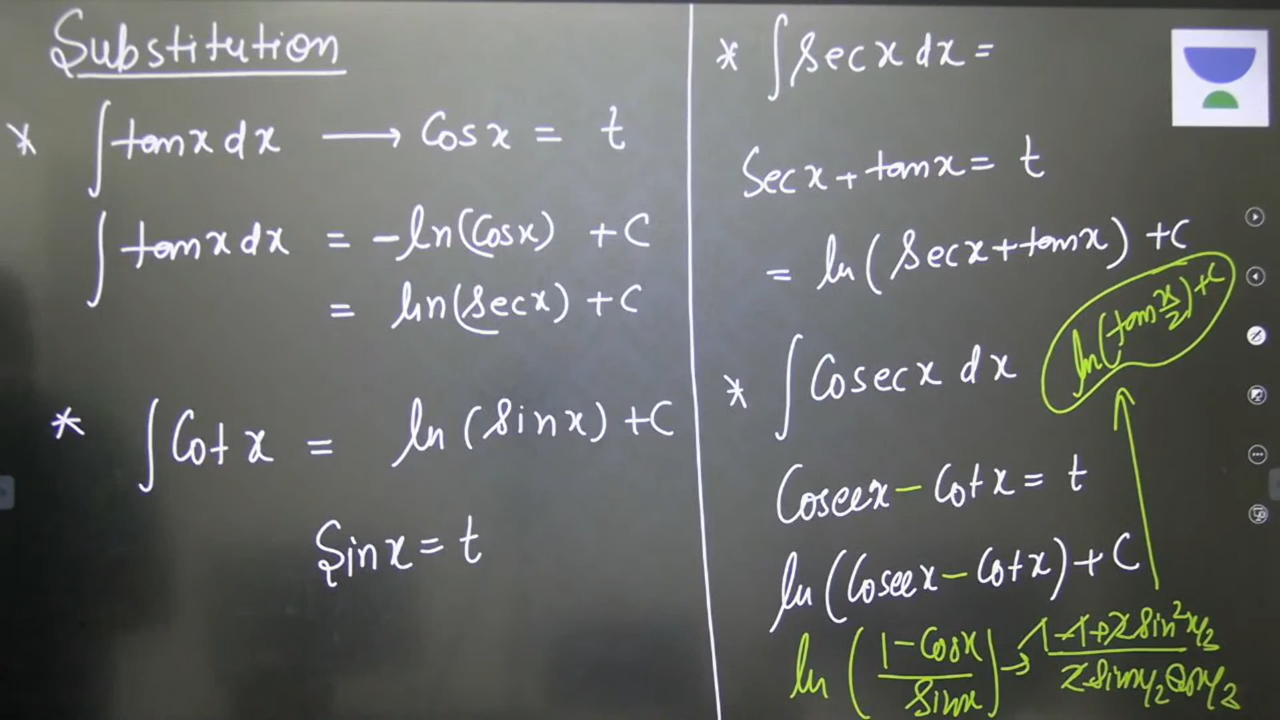 Substitution
* ∫ tanx dx ⟶ Cosx = t
∫ tanx dx = -ln(Cosx) + C
= ln(Secx) + C
* ∫ Cotx = ln(Sinx) + C
Sinx = t
* ∫ Secx dx =
Secx + tanx = t
= ln(Secx + tanx) + C
* ∫ Cosecx dx
ln(tan x/2) + C
Cosecx - Cotx = t
ln(Cosecx - Cotx) + C
ln((1 - Cosx)/Sinx) → (1 - 1 + 2Sin²x/2)/(2Sinx/2 Cosx/2)